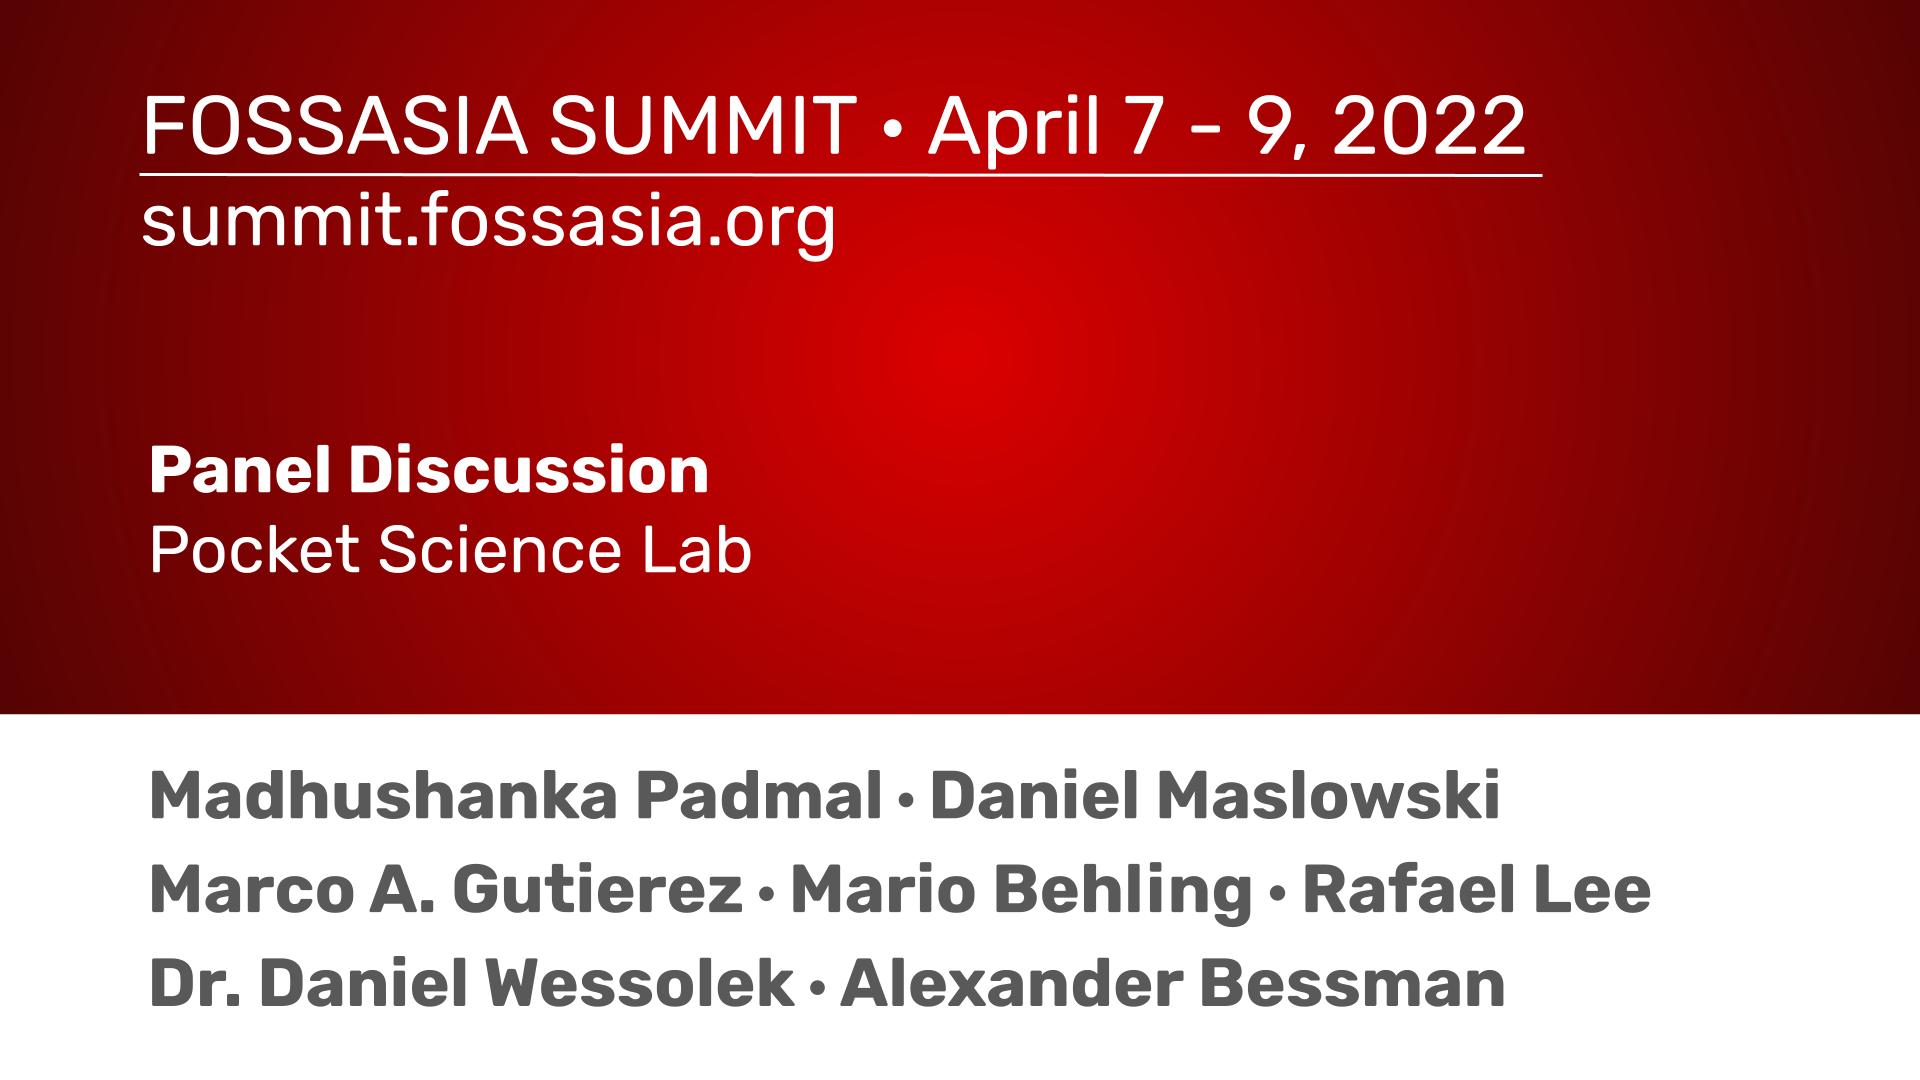 FOSSASIA SUMMIT • April 7 - 9, 2022
summit.fossasia.org
Panel Discussion
Pocket Science Lab
Madhushanka Padmal • Daniel Maslowski
Marco A. Gutierez • Mario Behling • Rafael Lee
Dr. Daniel Wessolek • Alexander Bessman